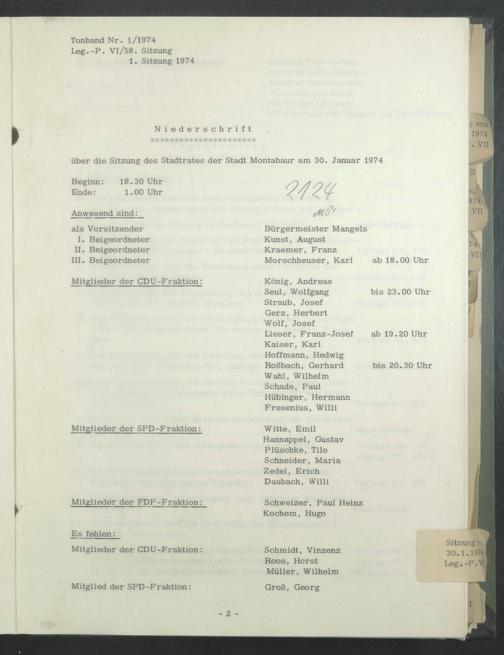 Tonband Nr. 1/1974
Leg.-P. VI/58. Sitzung
1. Sitzung 1974
Niederschrift
über die Sitzung des Stadtrates der Stadt Montabaur am 30. Januar 1974
Beginn: 18.30 Uhr
Ende: 1.00 Uhr
2124
Anwesend sind:
als Vorsitzender Bürgermeister Mangels
I. Beigeordneter Kunst, August
II. Beigeordneter Kraemer, Franz
III. Beigeordneter Morschheuser, Karl ab 18.00 Uhr
Mitglieder der CDU-Fraktion: König, Andreas
Seul, Wolfgang bis 23.00 Uhr
Straub, Josef
Gerz, Herbert
Wolf, Josef
Lieser, Franz-Josef ab 19.20 Uhr
Kaiser, Karl
Hoffmann, Hedwig
Roßbach, Gerhard bis 20.30 Uhr
Wahl, Wilhelm
Schade, Paul
Hübinger, Hermann
Fresenius, Willi
Mitglieder der SPD-Fraktion: Witte, Emil
Hannappel, Gustav
Plüschke, Tilo
Schneider, Maria
Zedel, Erich
Daubach, Willi
Mitglieder der FDP-Fraktion: Schweizer, Paul Heinz
Kochem, Hugo
Es fehlen:
Mitglieder der CDU-Fraktion: Schmidt, Vinzenz
Roos, Horst
Müller, Wilhelm
Mitglied der SPD-Fraktion: Groß, Georg
- 2 -
Sitzung
30.1.1974
Leg.-P.VI